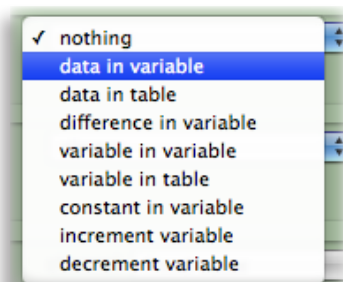 ✓ nothing
data in variable
data in table
difference in variable
variable in variable
variable in table
constant in variable
increment variable
decrement variable